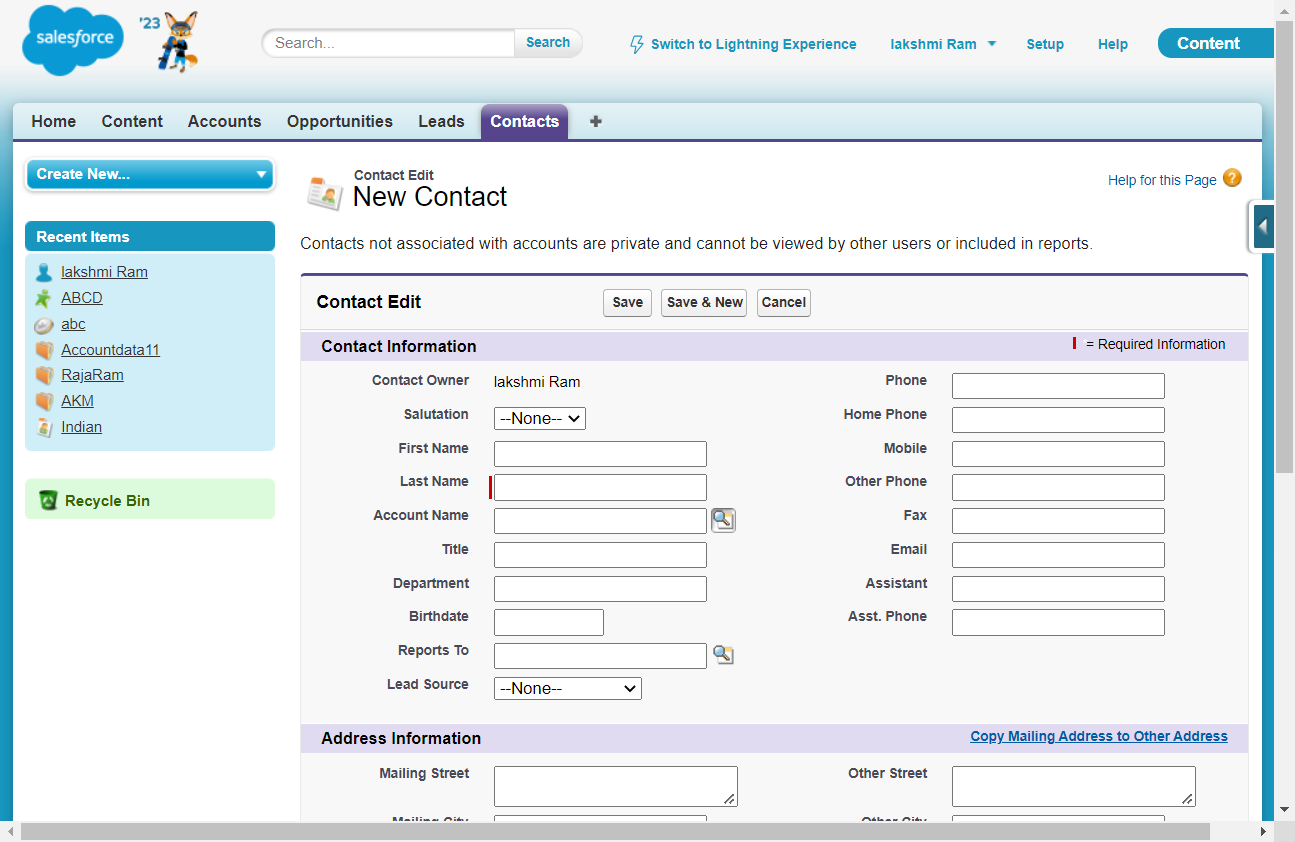 salesforce
'23
Search...
Search
Switch to Lightning Experience
lakshmi Ram
Setup
Help
Content
Home
Content
Accounts
Opportunities
Leads
Contacts
+
Create New...
Recent Items
lakshmi Ram
ABCD
abc
Accountdata11
RajaRam
AKM
Indian
Recycle Bin
Contact Edit
New Contact
Help for this Page
?
Contacts not associated with accounts are private and cannot be viewed by other users or included in reports.
Contact Edit
Save
Save & New
Cancel
Contact Information
= Required Information
Contact Owner
lakshmi Ram
Phone
Salutation
--None--
Home Phone
First Name
Mobile
Last Name
Other Phone
Account Name
Fax
Title
Email
Department
Assistant
Birthdate
Asst. Phone
Reports To
Lead Source
--None--
Address Information
Copy Mailing Address to Other Address
Mailing Street
Other Street
Mailing City
Other City